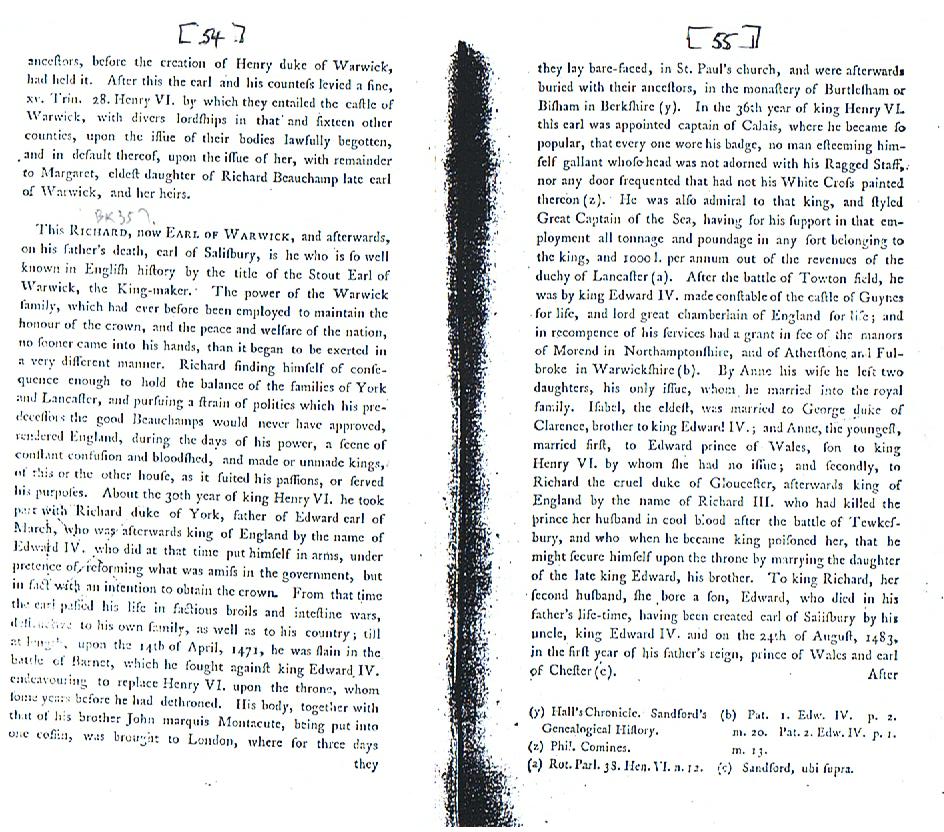 [54]
anceſtors, before the creation of Henry duke of Warwick,
had held it. After this the earl and his counteſs levied a fine,
xv. Trin. 28. Henry VI. by which they entailed the caſtle of
Warwick, with divers lordſhips in that and ſixteen other
counties, upon the iſſue of their bodies lawfully begotten,
and in default thereof, upon the iſſue of her, with remainder
to Margaret, eldeſt daughter of Richard Beauchamp late earl
of Warwick, and her heirs.
BK357.
This RICHARD, now EARL OF WARWICK, and afterwards,
on his father's death, earl of Saliſbury, is he who is ſo well
known in Engliſh hiſtory by the title of the Stout Earl of
Warwick, the King-maker. The power of the Warwick
family, which had ever before been employed to maintain the
honour of the crown, and the peace and welfare of the nation,
no ſooner came into his hands, than it began to be exerted in
a very different manner. Richard finding himſelf of conſe-
quence enough to hold the balance of the families of York
and Lancaſter, and purſuing a ſtrain of politics which his pre-
deceſſors the good Beauchamps would never have approved,
rendered England, during the days of his power, a ſcene of
conſtant confuſion and bloodſhed, and made or unmade kings,
of this or the other houſe, as it ſuited his paſſions, or ſerved
his purpoſes. About the 30th year of king Henry VI. he took
part with Richard duke of York, father of Edward earl of
March, who was afterwards king of England by the name of
Edward IV. who did at that time put himſelf in arms, under
pretence of reforming what was amiſs in the government, but
in fact with an intention to obtain the crown. From that time
the earl paſſed his life in factious broils and inteſtine wars,
deſtructive to his own family, as well as to his country; till
at length, upon the 14th of April, 1471, he was ſlain in the
battle of Barnet, which he fought againſt king Edward IV.
endeavouring to replace Henry VI. upon the throne, whom
ſome years before he had dethroned. His body, together with
that of his brother John marquis Montacute, being put into
one coffin, was brought to London, where for three days
they
[55]
they lay bare-faced, in St. Paul's church, and were afterwards
buried with their anceſtors, in the monaſtery of Burtleſham or
Biſham in Berkſhire (y). In the 36th year of king Henry VI.
this earl was appointed captain of Calais, where he became ſo
popular, that every one wore his badge, no man eſteeming him-
ſelf gallant whoſe head was not adorned with his Ragged Staff,
nor any door frequented that had not his White Croſs painted
thereon (z). He was alſo admiral to that king, and ſtyled
Great Captain of the Sea, having for his ſupport in that em-
ployment all tonnage and poundage in any ſort belonging to
the king, and 1000 l. per annum out of the revenues of the
duchy of Lancaſter (a). After the battle of Towton field, he
was by king Edward IV. made conſtable of the caſtle of Guynes
for life, and lord great chamberlain of England for life; and
in recompence of his ſervices had a grant in fee of the manors
of Morend in Northamptonſhire, and of Atherſtone and Ful-
broke in Warwickſhire (b). By Anne his wife he left two
daughters, his only iſſue, whom he married into the royal
family. Iſabel, the eldeſt, was married to George duke of
Clarence, brother to king Edward IV.; and Anne, the youngeſt,
married firſt, to Edward prince of Wales, ſon to king
Henry VI. by whom ſhe had no iſſue; and ſecondly, to
Richard the cruel duke of Glouceſter, afterwards king of
England by the name of Richard III. who had killed the
prince her huſband in cool blood after the battle of Tewkeſ-
bury, and who when he became king poiſoned her, that he
might ſecure himſelf upon the throne by marrying the daughter
of the late king Edward, his brother. To king Richard, her
ſecond huſband, ſhe bore a ſon, Edward, who died in his
father's life-time, having been created earl of Saliſbury by his
uncle, king Edward IV. and on the 24th of Auguſt, 1483,
in the firſt year of his father's reign, prince of Wales and earl
of Cheſter (c).
After
(y) Hall's Chronicle. Sandford's
Genealogical Hiſtory.
(z) Phil. Comines.
(a) Rot. Parl. 38. Hen. VI. n. 12.
(b) Pat. 1. Edw. IV. p. 2.
m. 20. Pat. 2. Edw. IV. p. 1.
m. 13.
(c) Sandford, ubi ſupra.